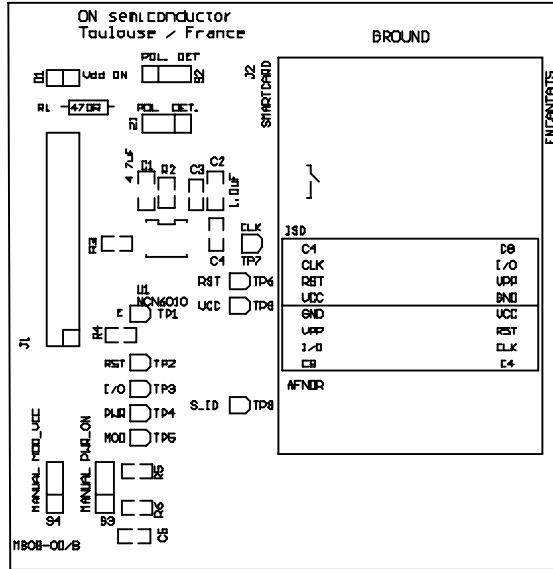 ON semiconductor
Toulouse / France
BROUND
POL. DET
D1
Vdd ON
S2
J2
SMARTCARD
ENCANTATS
R1
470R
POL. DET.
S1
4.7uF
C1
R2
C3
C2
1.0uF
R3
C4
CLK
TP7
ISO
C4 C8
CLK I/O
RST VPP
VCC GND
GND VCC
VPP RST
I/O CLK
C8 C4
AFNOR
RST TP6
VCC TP9
U1
NCN6010
E TP1
J1
R4
RST TP2
I/O TP3
PWR TP4
MOD TP5
S_ID TP8
MANUAL MOD_VCC
MANUAL PWR_ON
R5
R6
S4
S3
C5
MB08-00/B